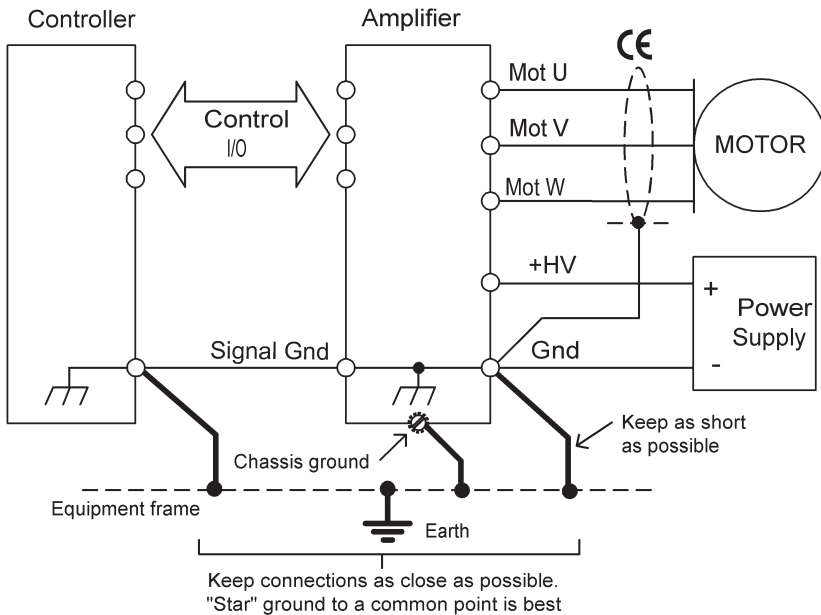 Controller
Amplifier
CE
Mot U
Control
I/O
Mot V
MOTOR
Mot W
+HV
+
Power
Supply
Signal Gnd
Gnd
-
Keep as short
as possible
Chassis ground
Equipment frame
Earth
Keep connections as close as possible.
"Star" ground to a common point is best